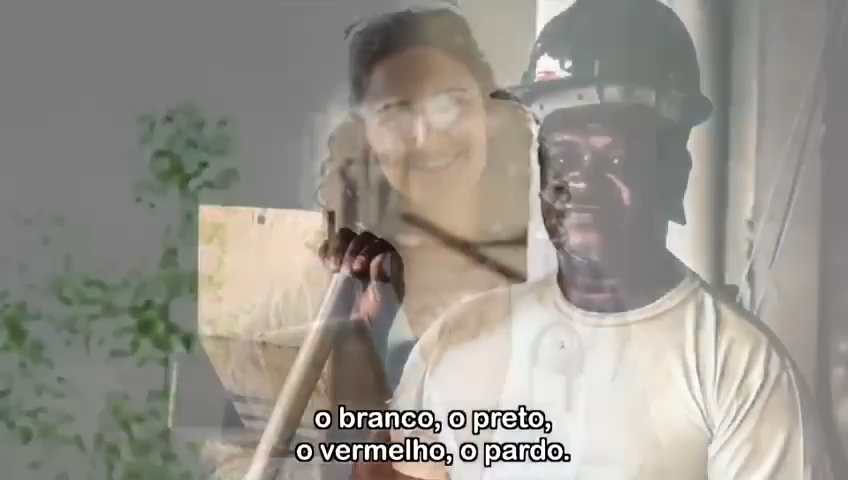 o branco, o preto,
o vermelho, o pardo.